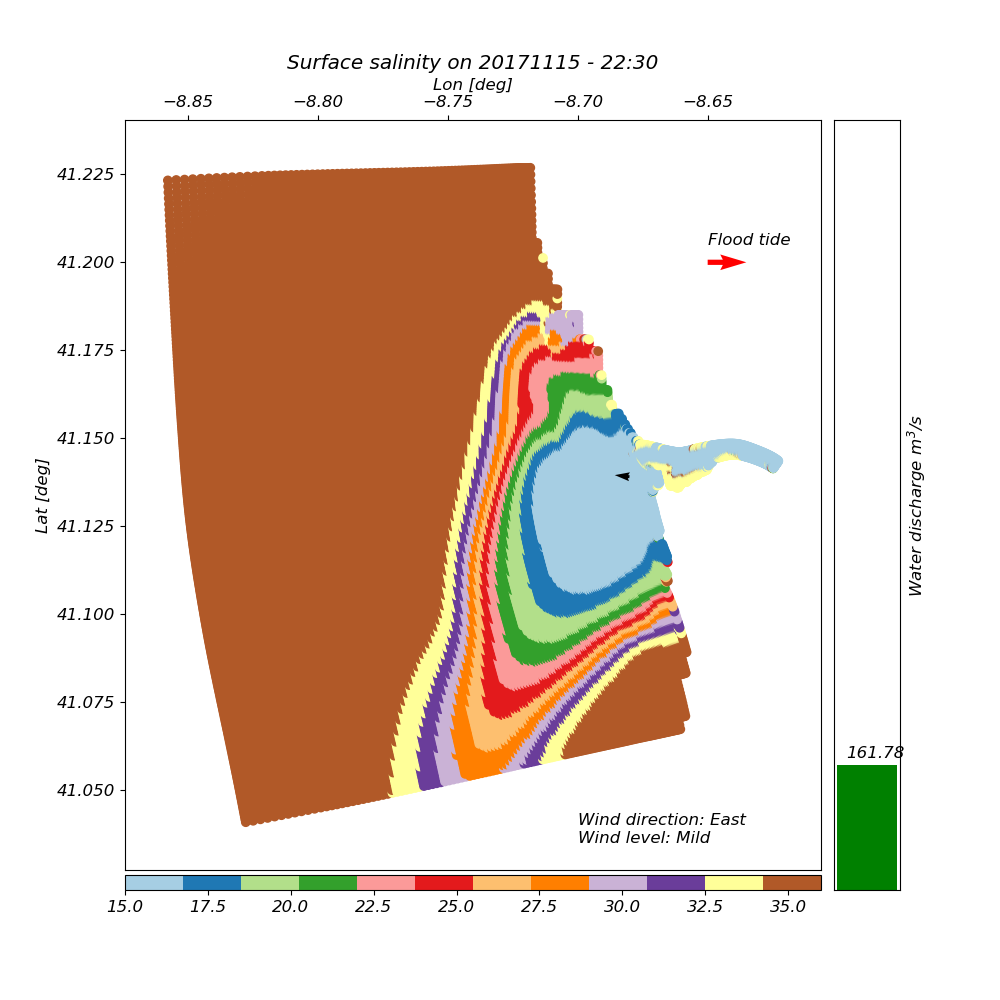 Surface salinity on 20171115 - 22:30
Lon [deg]
−8.85 −8.80 −8.75 −8.70 −8.65
41.225
41.200
41.175
41.150
41.125
41.100
41.075
41.050
Lat [deg]
Flood tide
Wind direction: East
Wind level: Mild
15.0 17.5 20.0 22.5 25.0 27.5 30.0 32.5 35.0
161.78
Water discharge m³/s